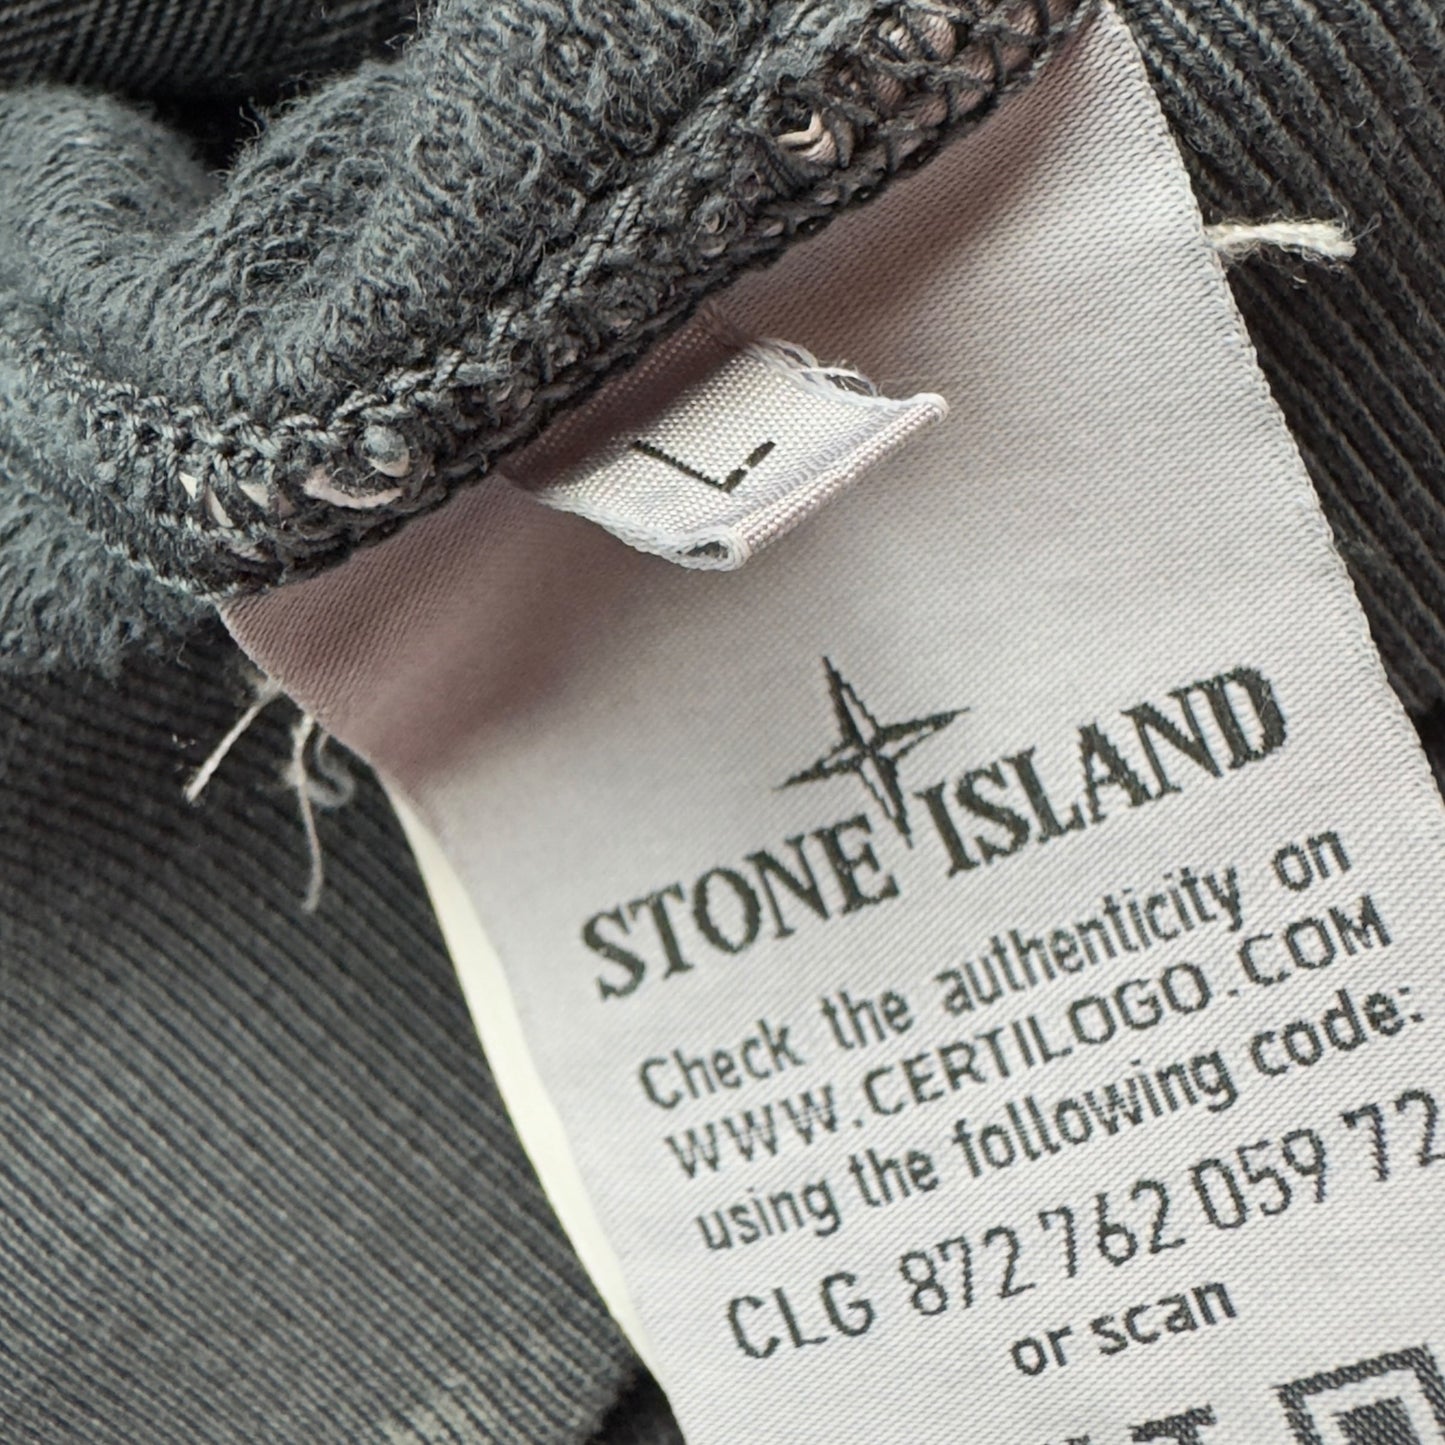 L
STONE ISLAND
Check the authenticity on
WWW.CERTILOGO.COM
using the following code:
CLG 872 762 059 72
or scan